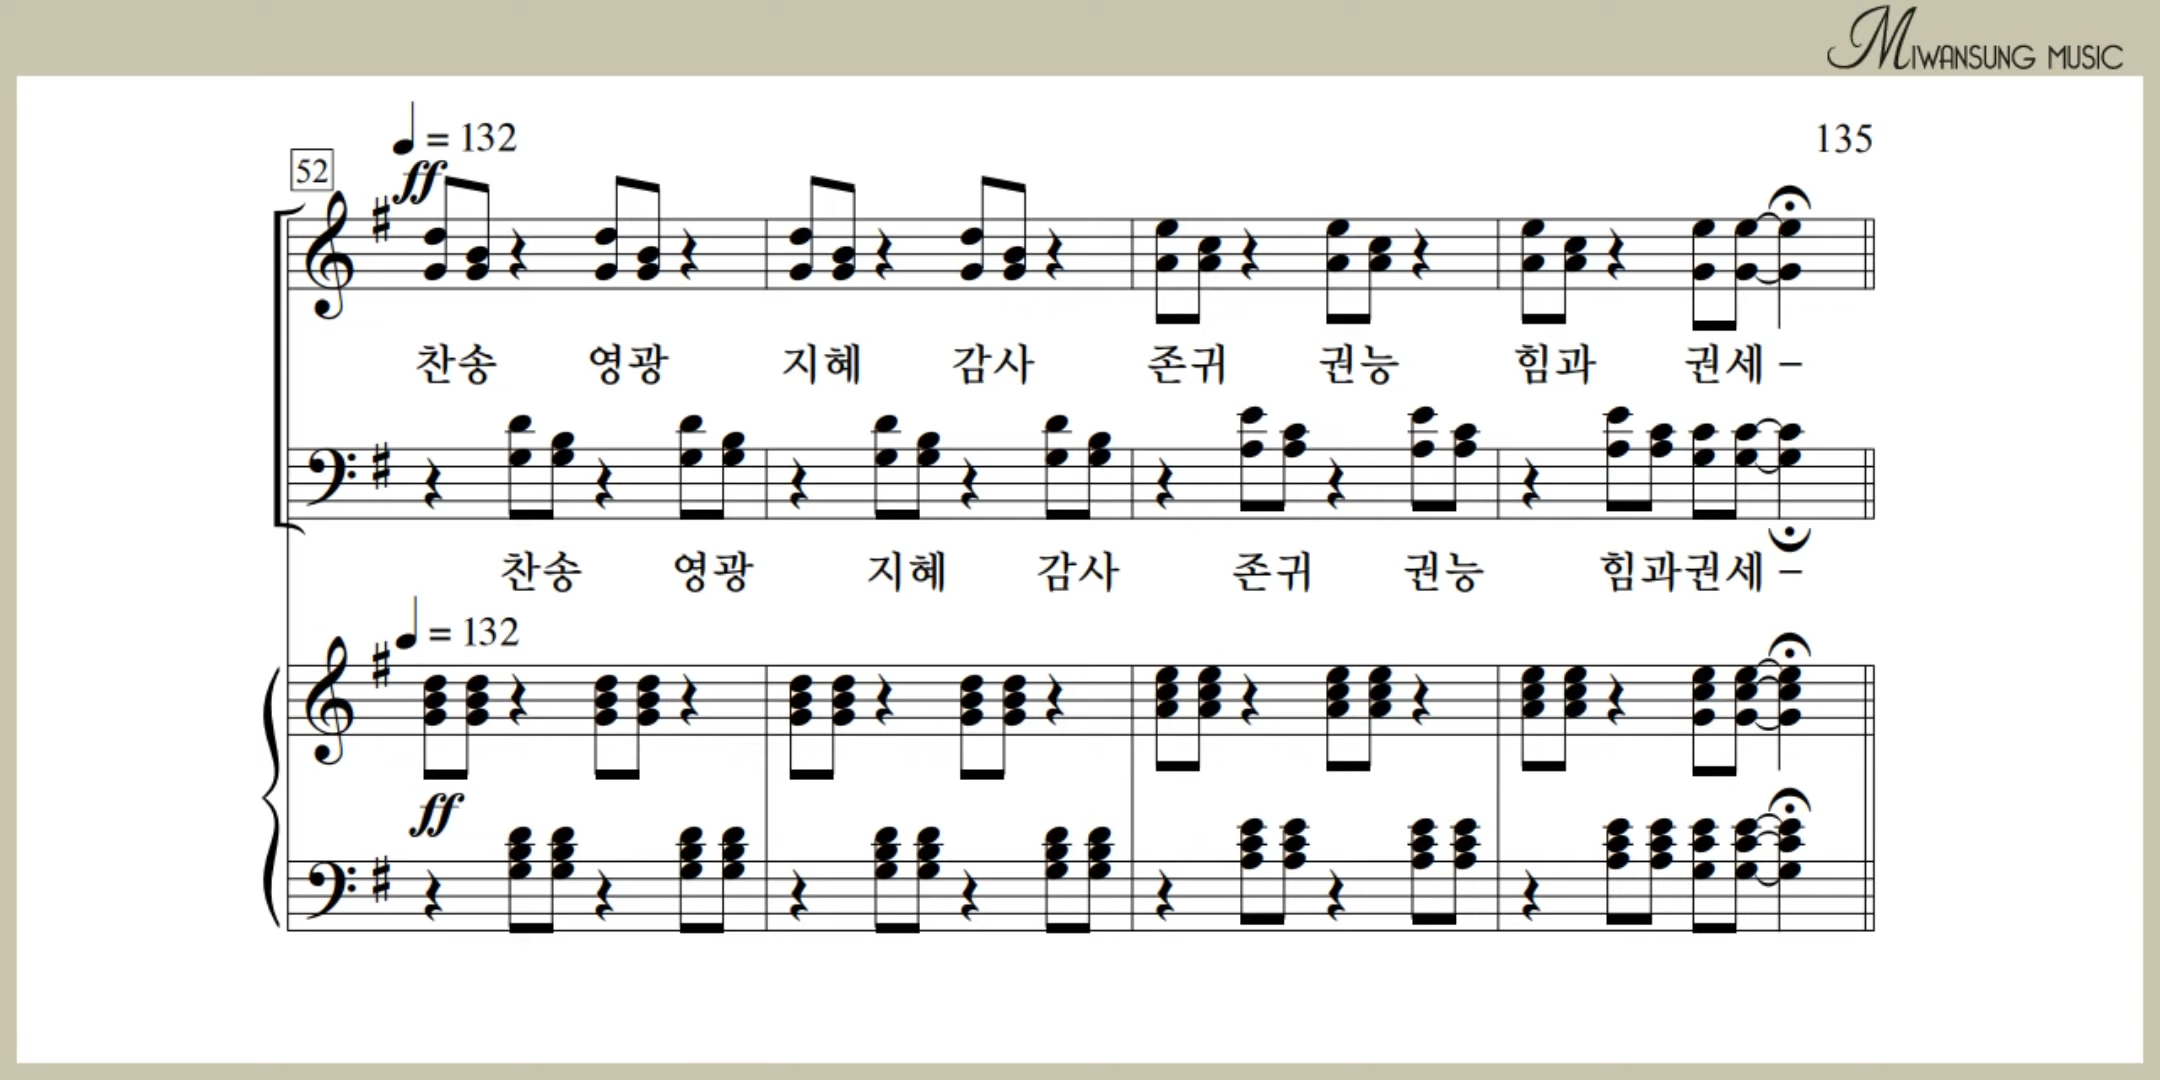 MIWANSUNG MUSIC
= 132
135
52
ff
찬송 영광 지혜 감사 존귀 권능 힘과 권세 –
찬송 영광 지혜 감사 존귀 권능 힘과권세 –
= 132
ff